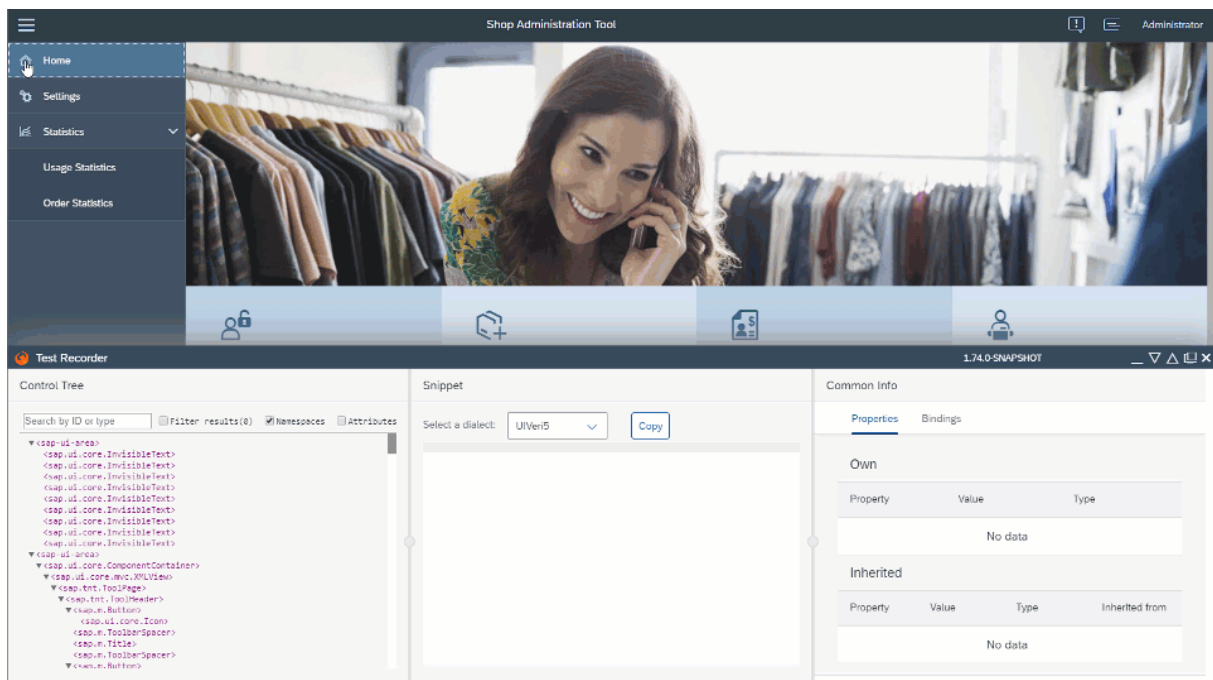 Shop Administration Tool
Administrator
Home
Settings
Statistics
Usage Statistics
Order Statistics
Test Recorder
1.74.0-SNAPSHOT
Control Tree
Snippet
Common Info
Search by ID or type
Filter results(0)
Namespaces
Attributes
Select a dialect:
UIVeri5
Copy
Properties
Bindings
▼<sap-ui-area>
<sap.ui.core.InvisibleText>
<sap.ui.core.InvisibleText>
<sap.ui.core.InvisibleText>
<sap.ui.core.InvisibleText>
<sap.ui.core.InvisibleText>
<sap.ui.core.InvisibleText>
<sap.ui.core.InvisibleText>
<sap.ui.core.InvisibleText>
<sap.ui.core.InvisibleText>
▼<sap-ui-area>
▼<sap.ui.core.ComponentContainer>
▼<sap.ui.core.mvc.XMLView>
▼<sap.tnt.ToolPage>
▼<sap.tnt.ToolHeader>
▼<sap.m.Button>
<sap.ui.core.Icon>
<sap.m.ToolbarSpacer>
<sap.m.Title>
<sap.m.ToolbarSpacer>
▼<sap.m.Button>
Own
Property Value Type
No data
Inherited
Property Value Type Inherited from
No data